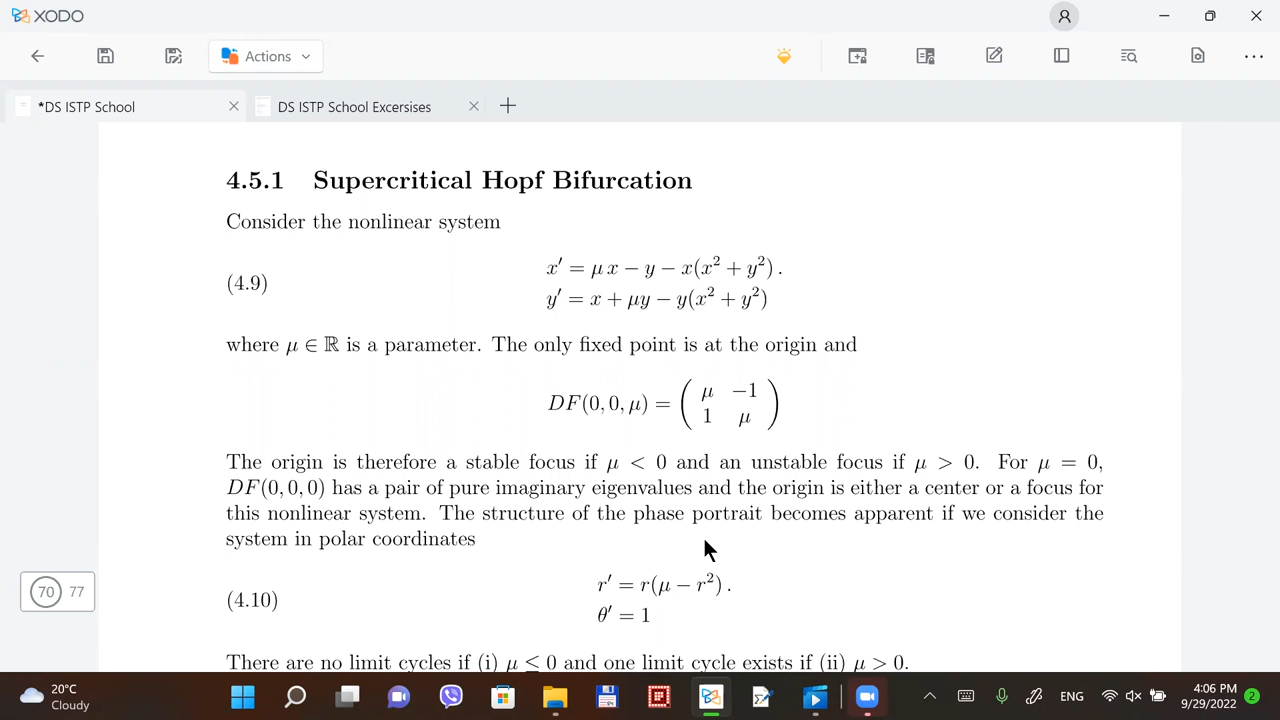 XODO
Actions
*DS ISTP School
DS ISTP School Excersises
4.5.1 Supercritical Hopf Bifurcation
Consider the nonlinear system
x′ = μ x − y − x(x² + y²) .
(4.9)
y′ = x + μy − y(x² + y²)
where μ ∈ ℝ is a parameter. The only fixed point is at the origin and
DF(0, 0, μ) = ( μ −1
1 μ )
The origin is therefore a stable focus if μ < 0 and an unstable focus if μ > 0. For μ = 0,
DF(0, 0, 0) has a pair of pure imaginary eigenvalues and the origin is either a center or a focus for
this nonlinear system. The structure of the phase portrait becomes apparent if we consider the
system in polar coordinates
r′ = r(μ − r²) .
(4.10)
θ′ = 1
70 77
There are no limit cycles if (i) μ ≤ 0 and one limit cycle exists if (ii) μ > 0.
20°C
Cloudy
ENG
4:06 PM
9/29/2022
2